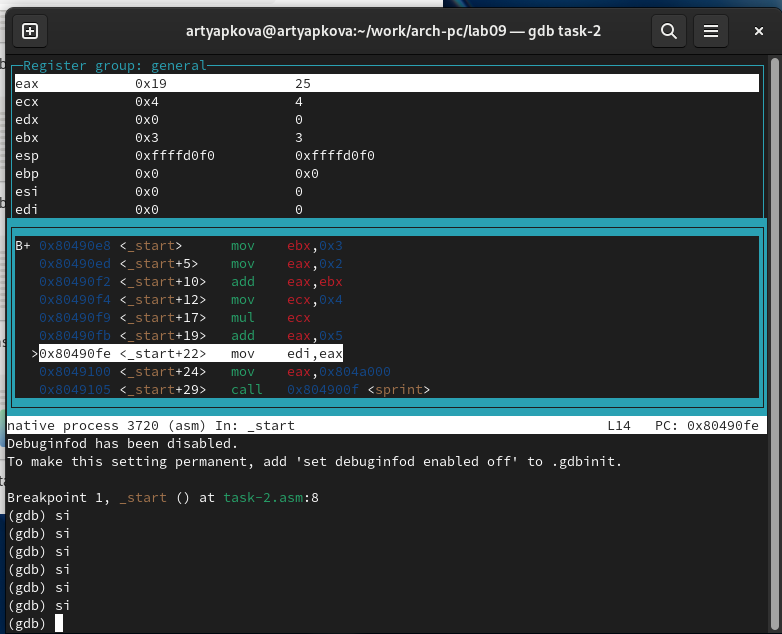 artyapkova@artyapkova:~/work/arch-pc/lab09 — gdb task-2
Register group: general
eax 0x19 25
ecx 0x4 4
edx 0x0 0
ebx 0x3 3
esp 0xffffd0f0 0xffffd0f0
ebp 0x0 0x0
esi 0x0 0
edi 0x0 0
B+ 0x80490e8 <_start> mov ebx,0x3
0x80490ed <_start+5> mov eax,0x2
0x80490f2 <_start+10> add eax,ebx
0x80490f4 <_start+12> mov ecx,0x4
0x80490f9 <_start+17> mul ecx
0x80490fb <_start+19> add eax,0x5
>0x80490fe <_start+22> mov edi,eax
0x8049100 <_start+24> mov eax,0x804a000
0x8049105 <_start+29> call 0x804900f <sprint>
native process 3720 (asm) In: _start L14 PC: 0x80490fe
Debuginfod has been disabled.
To make this setting permanent, add 'set debuginfod enabled off' to .gdbinit.
Breakpoint 1, _start () at task-2.asm:8
(gdb) si
(gdb) si
(gdb) si
(gdb) si
(gdb) si
(gdb) si
(gdb)